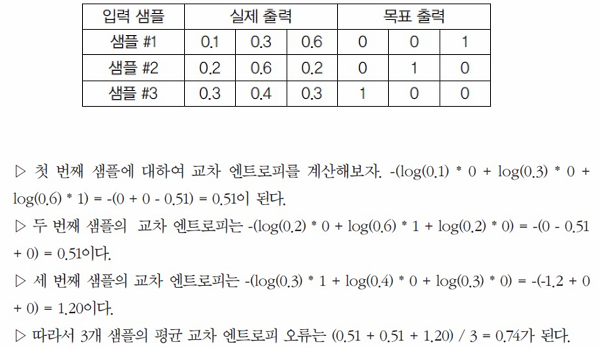 입력 샘플 실제 출력 목표 출력
샘플 #1 0.1 0.3 0.6 0 0 1
샘플 #2 0.2 0.6 0.2 0 1 0
샘플 #3 0.3 0.4 0.3 1 0 0
▷ 첫 번째 샘플에 대하여 교차 엔트로피를 계산해보자. -(log(0.1) * 0 + log(0.3) * 0 +
log(0.6) * 1) = -(0 + 0 - 0.51) = 0.51이 된다.
▷ 두 번째 샘플의 교차 엔트로피는 -(log(0.2) * 0 + log(0.6) * 1 + log(0.2) * 0) = -(0 - 0.51
+ 0) = 0.51이다.
▷ 세 번째 샘플의 교차 엔트로피는 -(log(0.3) * 1 + log(0.4) * 0 + log(0.3) * 0) = -(-1.2 + 0
+ 0) = 1.20이다.
▷ 따라서 3개 샘플의 평균 교차 엔트로피 오류는 (0.51 + 0.51 + 1.20) / 3 = 0.74가 된다.